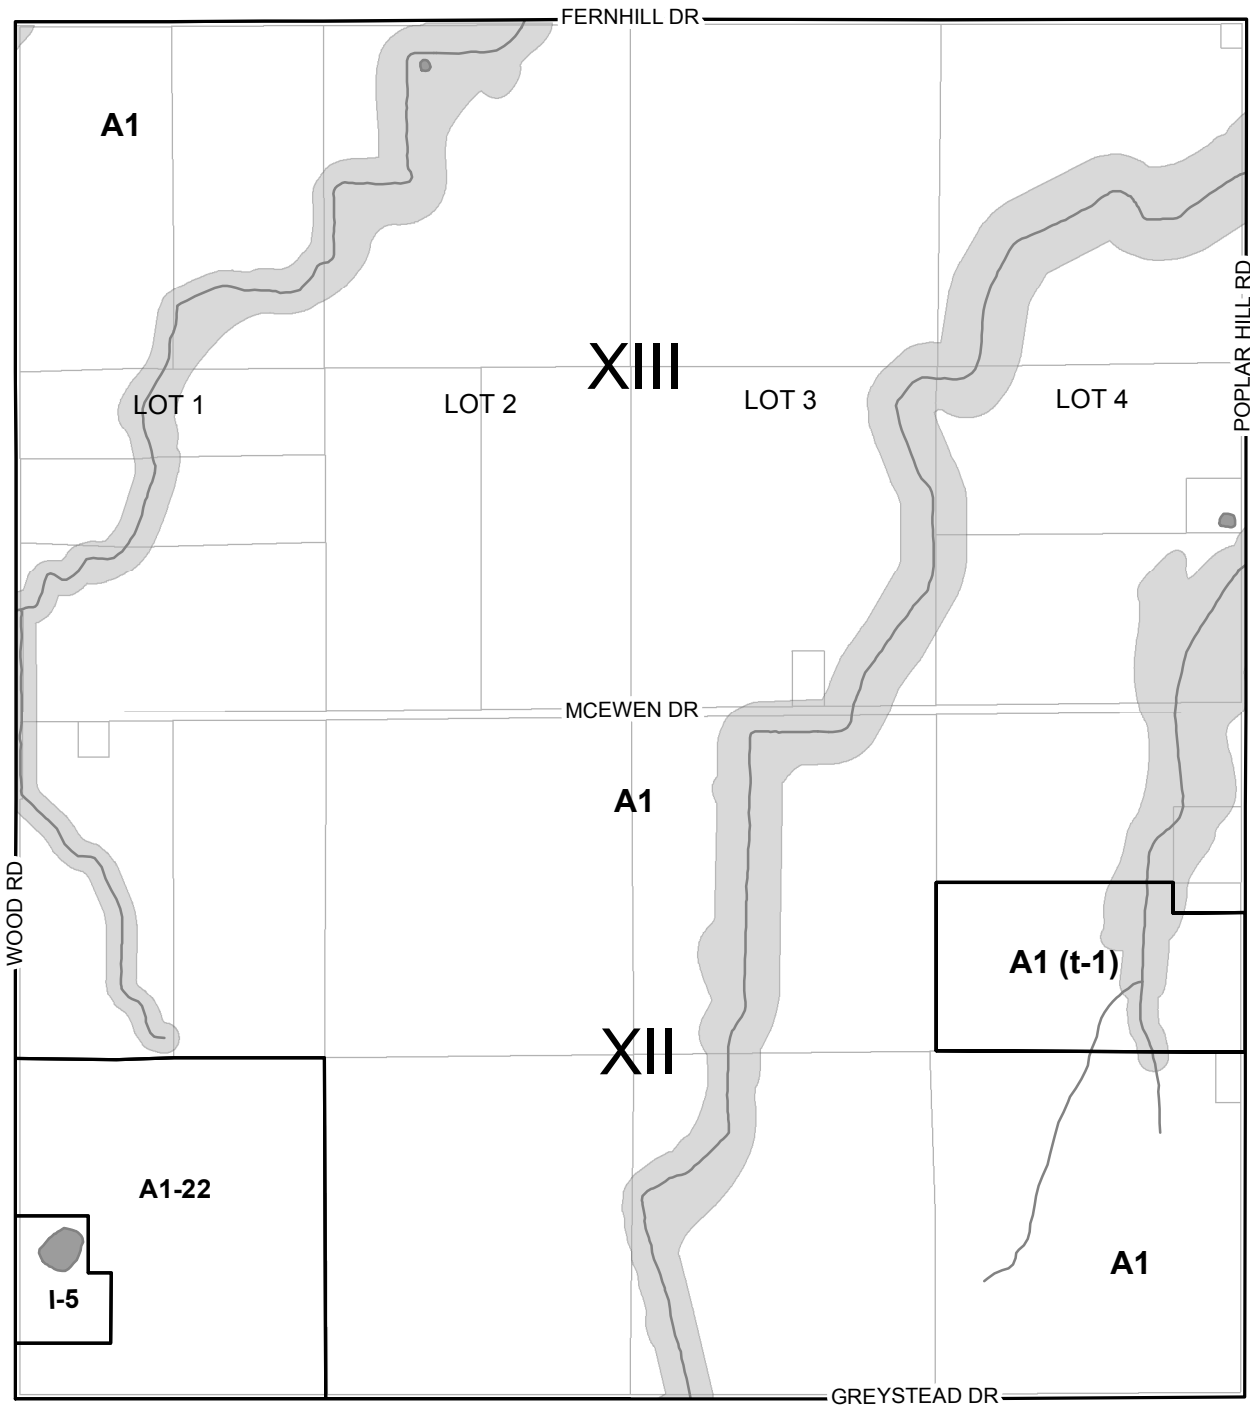 FERNHILL DR
A1
POPLAR HILL RD
XIII
LOT 1
LOT 2
LOT 3
LOT 4
MCEWEN DR
A1
WOOD RD
A1 (t-1)
XII
A1-22
A1
I-5
GREYSTEAD DR